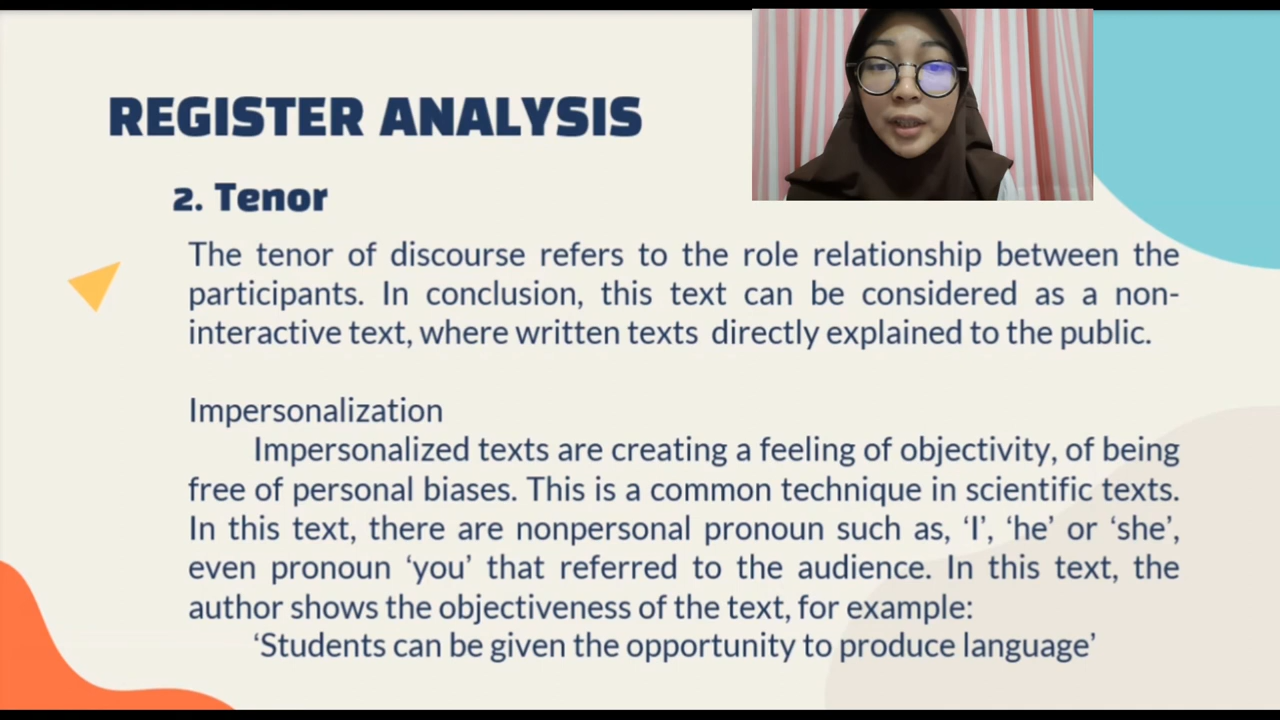 REGISTER ANALYSIS
2. Tenor
The tenor of discourse refers to the role relationship between the
participants. In conclusion, this text can be considered as a non-
interactive text, where written texts directly explained to the public.
Impersonalization
Impersonalized texts are creating a feeling of objectivity, of being
free of personal biases. This is a common technique in scientific texts.
In this text, there are nonpersonal pronoun such as, ‘I’, ‘he’ or ‘she’,
even pronoun ‘you’ that referred to the audience. In this text, the
author shows the objectiveness of the text, for example:
‘Students can be given the opportunity to produce language’